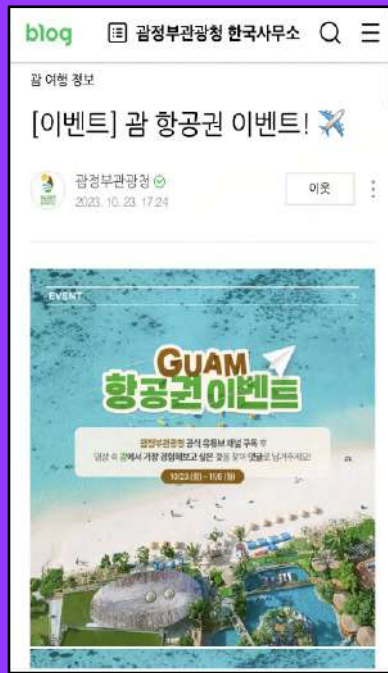 blog 괌정부관광청 한국사무소
괌 여행 정보
[이벤트] 괌 항공권 이벤트! ✈️
괌정부관광청
2023. 10. 23. 17:24
이웃
EVENT
GUAM
항공권 이벤트
괌정부관광청 공식 유튜브 채널 구독 후
영상 속 괌에서 가장 경험해보고 싶은 것을 찾아 댓글로 남겨주세요!
10/23 (월) - 11/6 (월)